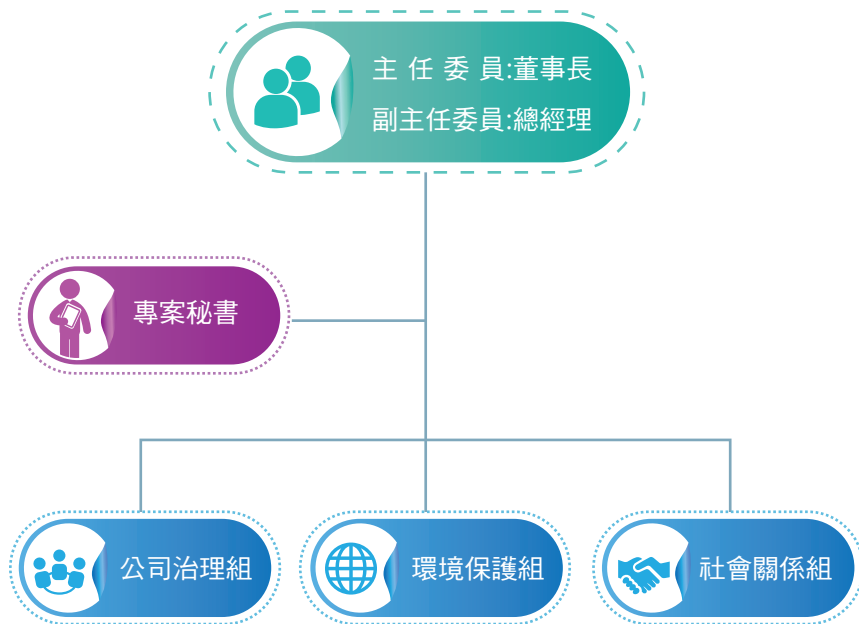 主 任 委 員:董事長
副主任委員:總經理
專案秘書
公司治理組
環境保護組
社會關係組